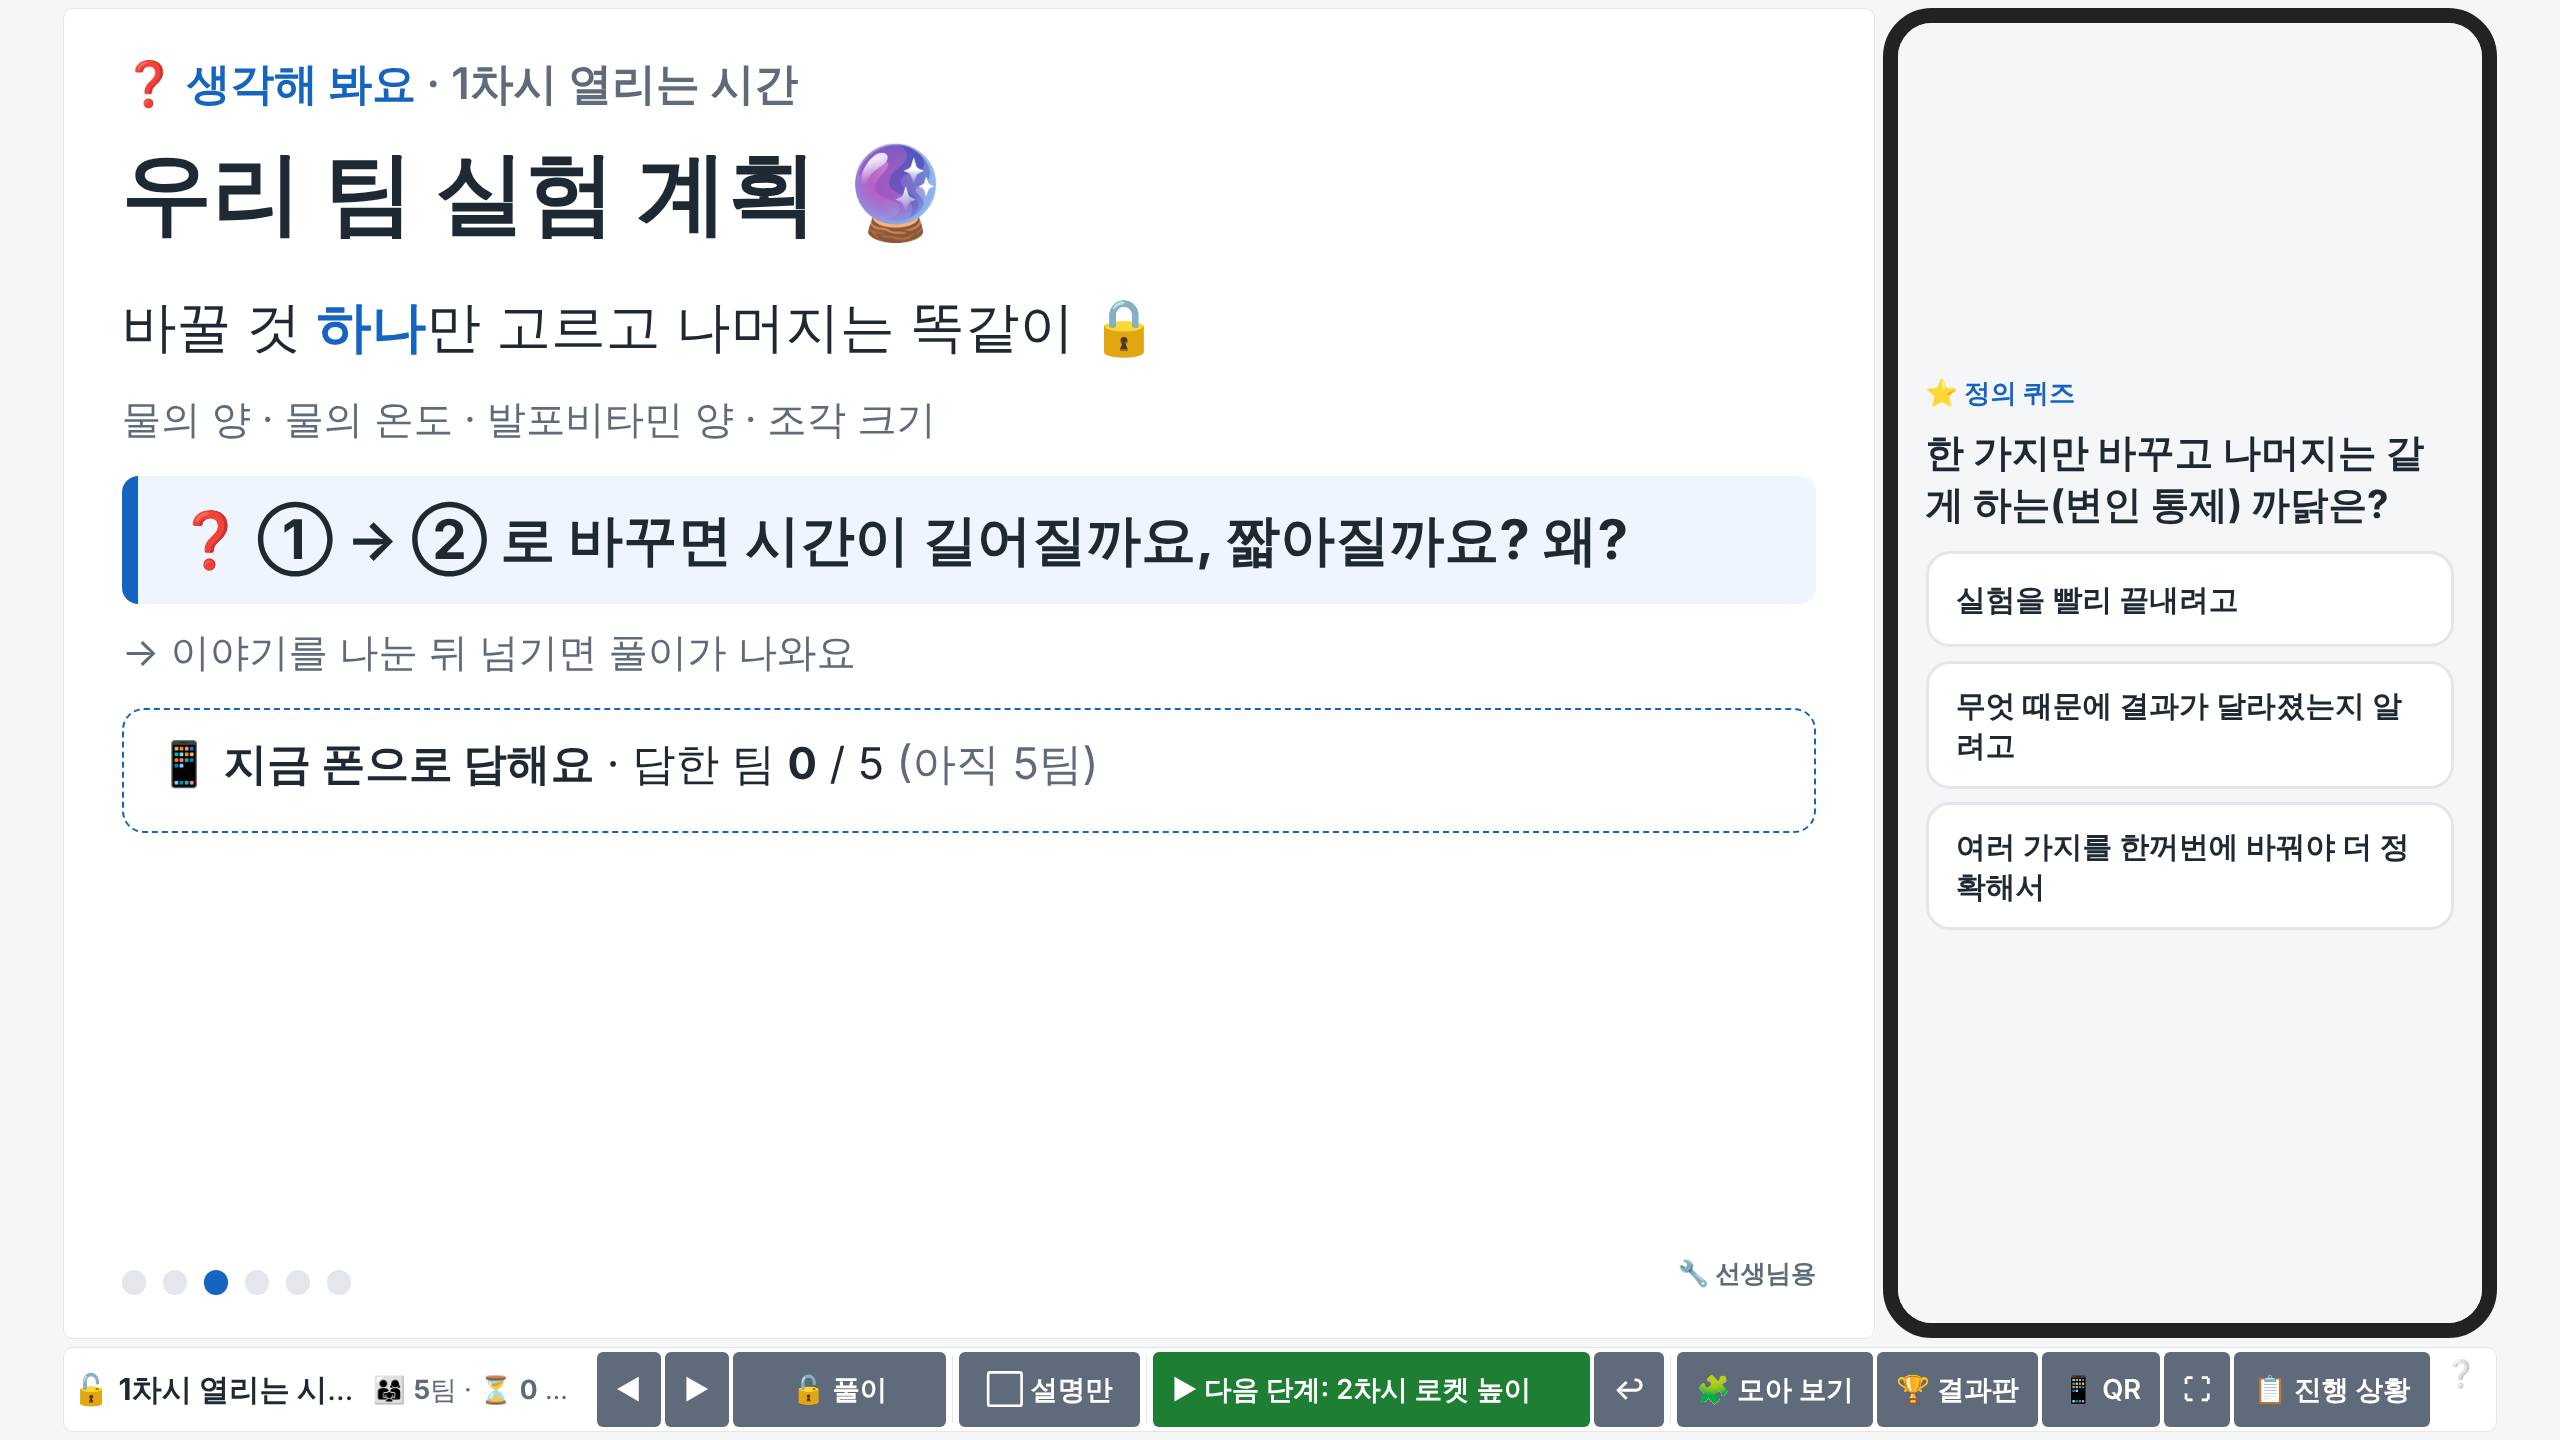 ❓ 생각해 봐요 · 1차시 열리는 시간
우리 팀 실험 계획 🔮
바꿀 것 하나만 고르고 나머지는 똑같이 🔒
물의 양 · 물의 온도 · 발포비타민 양 · 조각 크기
❓ ① → ② 로 바꾸면 시간이 길어질까요, 짧아질까요? 왜?
→ 이야기를 나눈 뒤 넘기면 풀이가 나와요
📱 지금 폰으로 답해요 · 답한 팀 0 / 5 (아직 5팀)
🔧 선생님용
⭐ 정의 퀴즈
한 가지만 바꾸고 나머지는 같
게 하는(변인 통제) 까닭은?
실험을 빨리 끝내려고
무엇 때문에 결과가 달라졌는지 알
려고
여러 가지를 한꺼번에 바꿔야 더 정
확해서
🔓 1차시 열리는 시... 👨‍👩‍👧 5팀 · ⏳ 0 ... ◀ ▶ 🔓 풀이 ⬜ 설명만 ▶ 다음 단계: 2차시 로켓 높이 ↩ 🧩 모아 보기 🏆 결과판 📱 QR ⛶ 📋 진행 상황 ❔